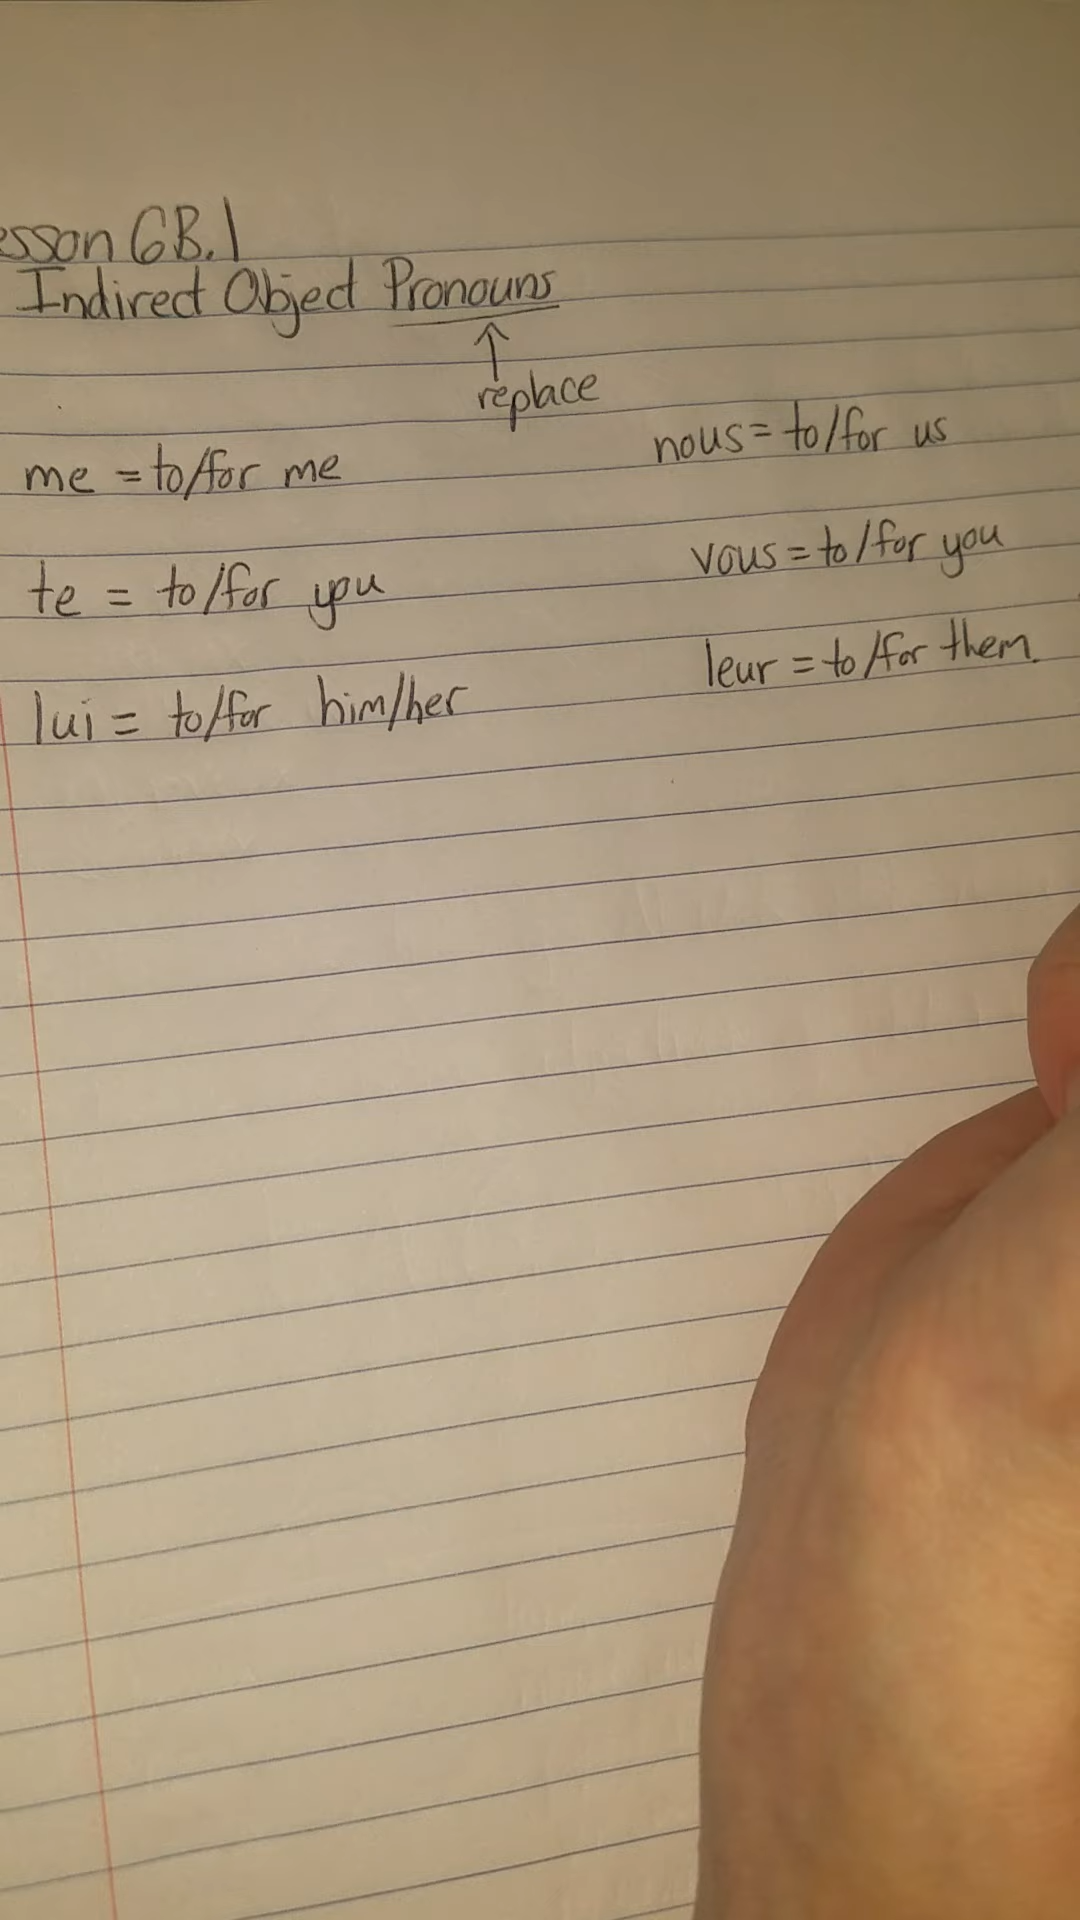 esson 6B.1
Indirect Object Pronouns
↑
replace
me = to/for me
te = to/for you
lui = to/for him/her
nous = to/for us
vous = to/for you
leur = to/for them.